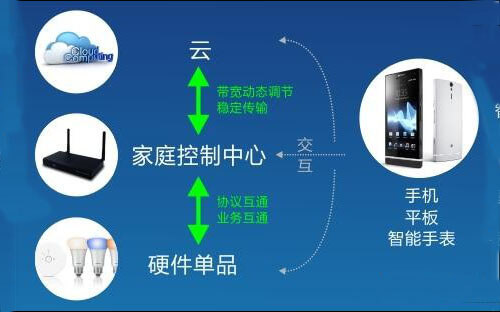 Cloud
Computing
云
带宽动态调节
稳定传输
家庭控制中心
交
互
协议互通
业务互通
硬件单品
手机
平板
智能手表